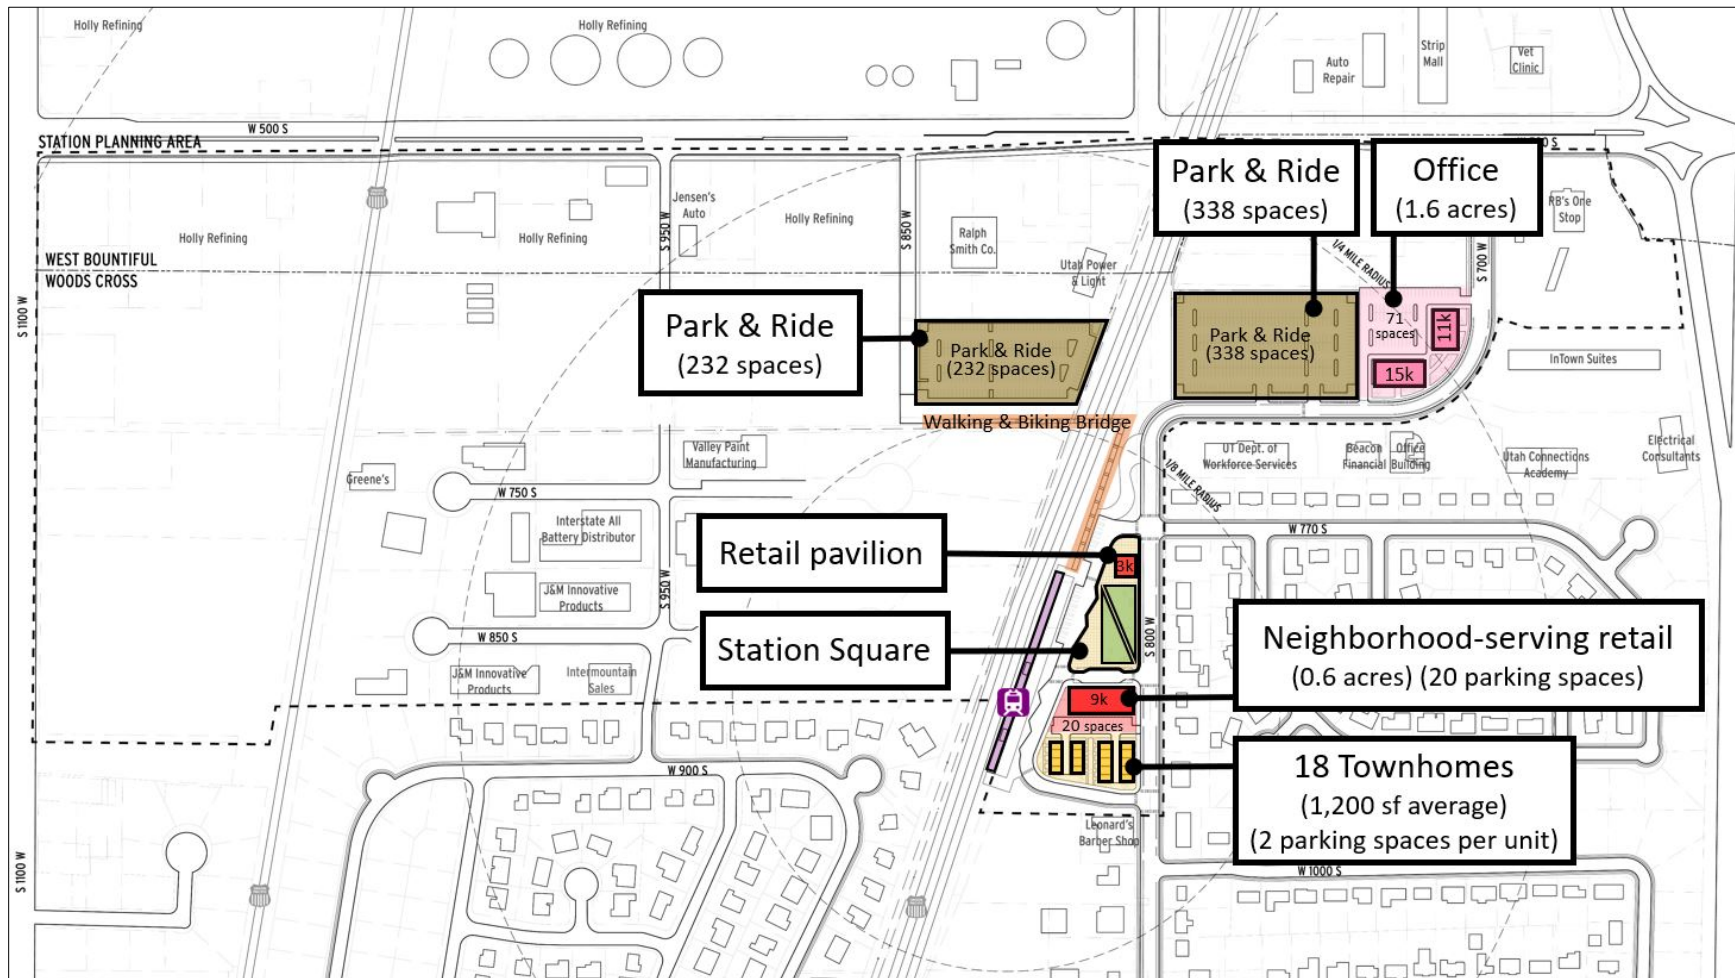 Holly Refining
Holly Refining
Auto
Repair
Strip
Mall
Vet
Clinic
W 500 S
STATION PLANNING AREA
Park & Ride
(338 spaces)
Office
(1.6 acres)
Jensen's
Auto
Holly Refining
Holly Refining
Holly Refining
S 950 W
S 850 W
Ralph
Smith Co.
Utah Power
& Light
RB's One
Stop
S 700 W
1/4 MILE RADIUS
WEST BOUNTIFUL
WOODS CROSS
S 1100 W
Park & Ride
(232 spaces)
Park & Ride
(232 spaces)
Park & Ride
(338 spaces)
71
spaces
11k
15k
InTown Suites
Walking & Biking Bridge
Greene's
Valley Paint
Manufacturing
UT Dept. of
Workforce Services
Beacon
Financial
Office
Building
Utah Connections
Academy
Electrical
Consultants
1/8 MILE RADIUS
W 750 S
Interstate All
Battery Distributor
W 770 S
Retail pavilion
3k
J&M Innovative
Products
S 950 W
S 800 W
W 850 S
Station Square
Neighborhood-serving retail
(0.6 acres) (20 parking spaces)
J&M Innovative
Products
Intermountain
Sales
9k
20 spaces
W 900 S
18 Townhomes
(1,200 sf average)
(2 parking spaces per unit)
Leonard's
Barber Shop
S 1100 W
W 1000 S